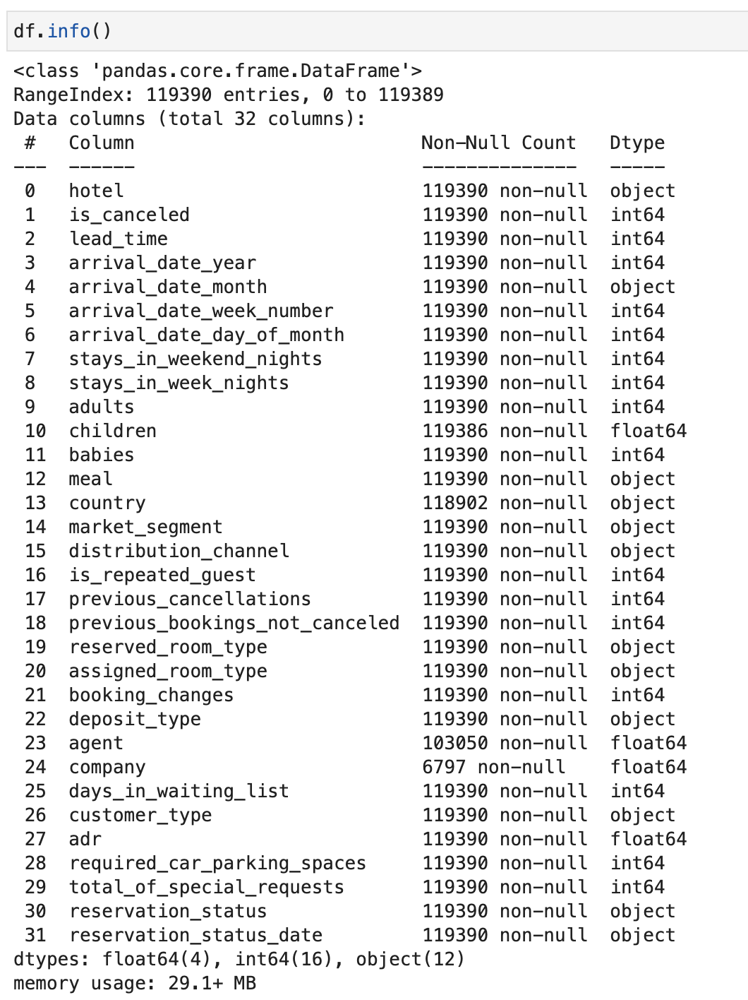 df.info()
<class 'pandas.core.frame.DataFrame'>
RangeIndex: 119390 entries, 0 to 119389
Data columns (total 32 columns):
 #   Column                          Non-Null Count   Dtype
---  ------                          --------------   -----
 0   hotel                           119390 non-null  object
 1   is_canceled                     119390 non-null  int64
 2   lead_time                       119390 non-null  int64
 3   arrival_date_year               119390 non-null  int64
 4   arrival_date_month              119390 non-null  object
 5   arrival_date_week_number        119390 non-null  int64
 6   arrival_date_day_of_month       119390 non-null  int64
 7   stays_in_weekend_nights         119390 non-null  int64
 8   stays_in_week_nights            119390 non-null  int64
 9   adults                          119390 non-null  int64
 10  children                        119386 non-null  float64
 11  babies                          119390 non-null  int64
 12  meal                            119390 non-null  object
 13  country                         118902 non-null  object
 14  market_segment                  119390 non-null  object
 15  distribution_channel            119390 non-null  object
 16  is_repeated_guest               119390 non-null  int64
 17  previous_cancellations          119390 non-null  int64
 18  previous_bookings_not_canceled  119390 non-null  int64
 19  reserved_room_type              119390 non-null  object
 20  assigned_room_type              119390 non-null  object
 21  booking_changes                 119390 non-null  int64
 22  deposit_type                    119390 non-null  object
 23  agent                           103050 non-null  float64
 24  company                         6797 non-null    float64
 25  days_in_waiting_list            119390 non-null  int64
 26  customer_type                   119390 non-null  object
 27  adr                             119390 non-null  float64
 28  required_car_parking_spaces     119390 non-null  int64
 29  total_of_special_requests       119390 non-null  int64
 30  reservation_status              119390 non-null  object
 31  reservation_status_date         119390 non-null  object
dtypes: float64(4), int64(16), object(12)
memory usage: 29.1+ MB